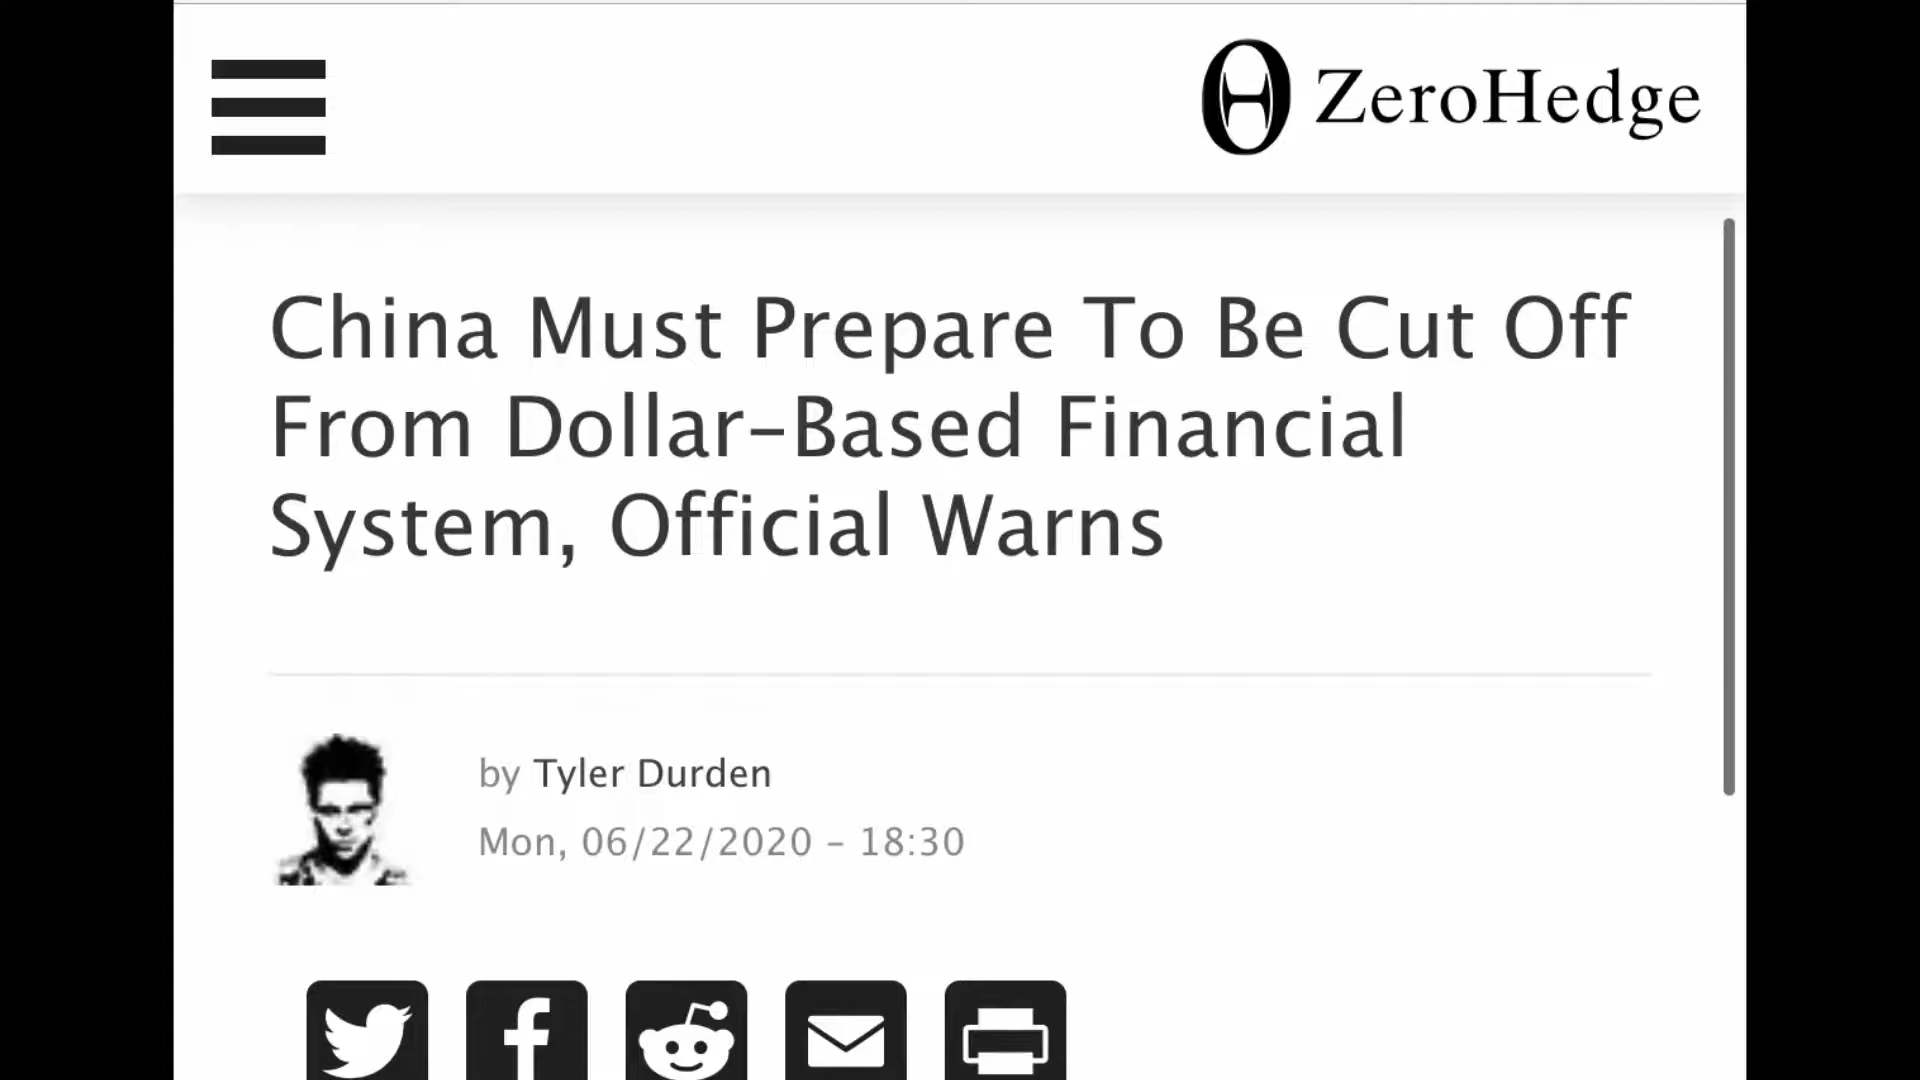 ZeroHedge
China Must Prepare To Be Cut Off
From Dollar-Based Financial
System, Official Warns
by Tyler Durden
Mon, 06/22/2020 - 18:30